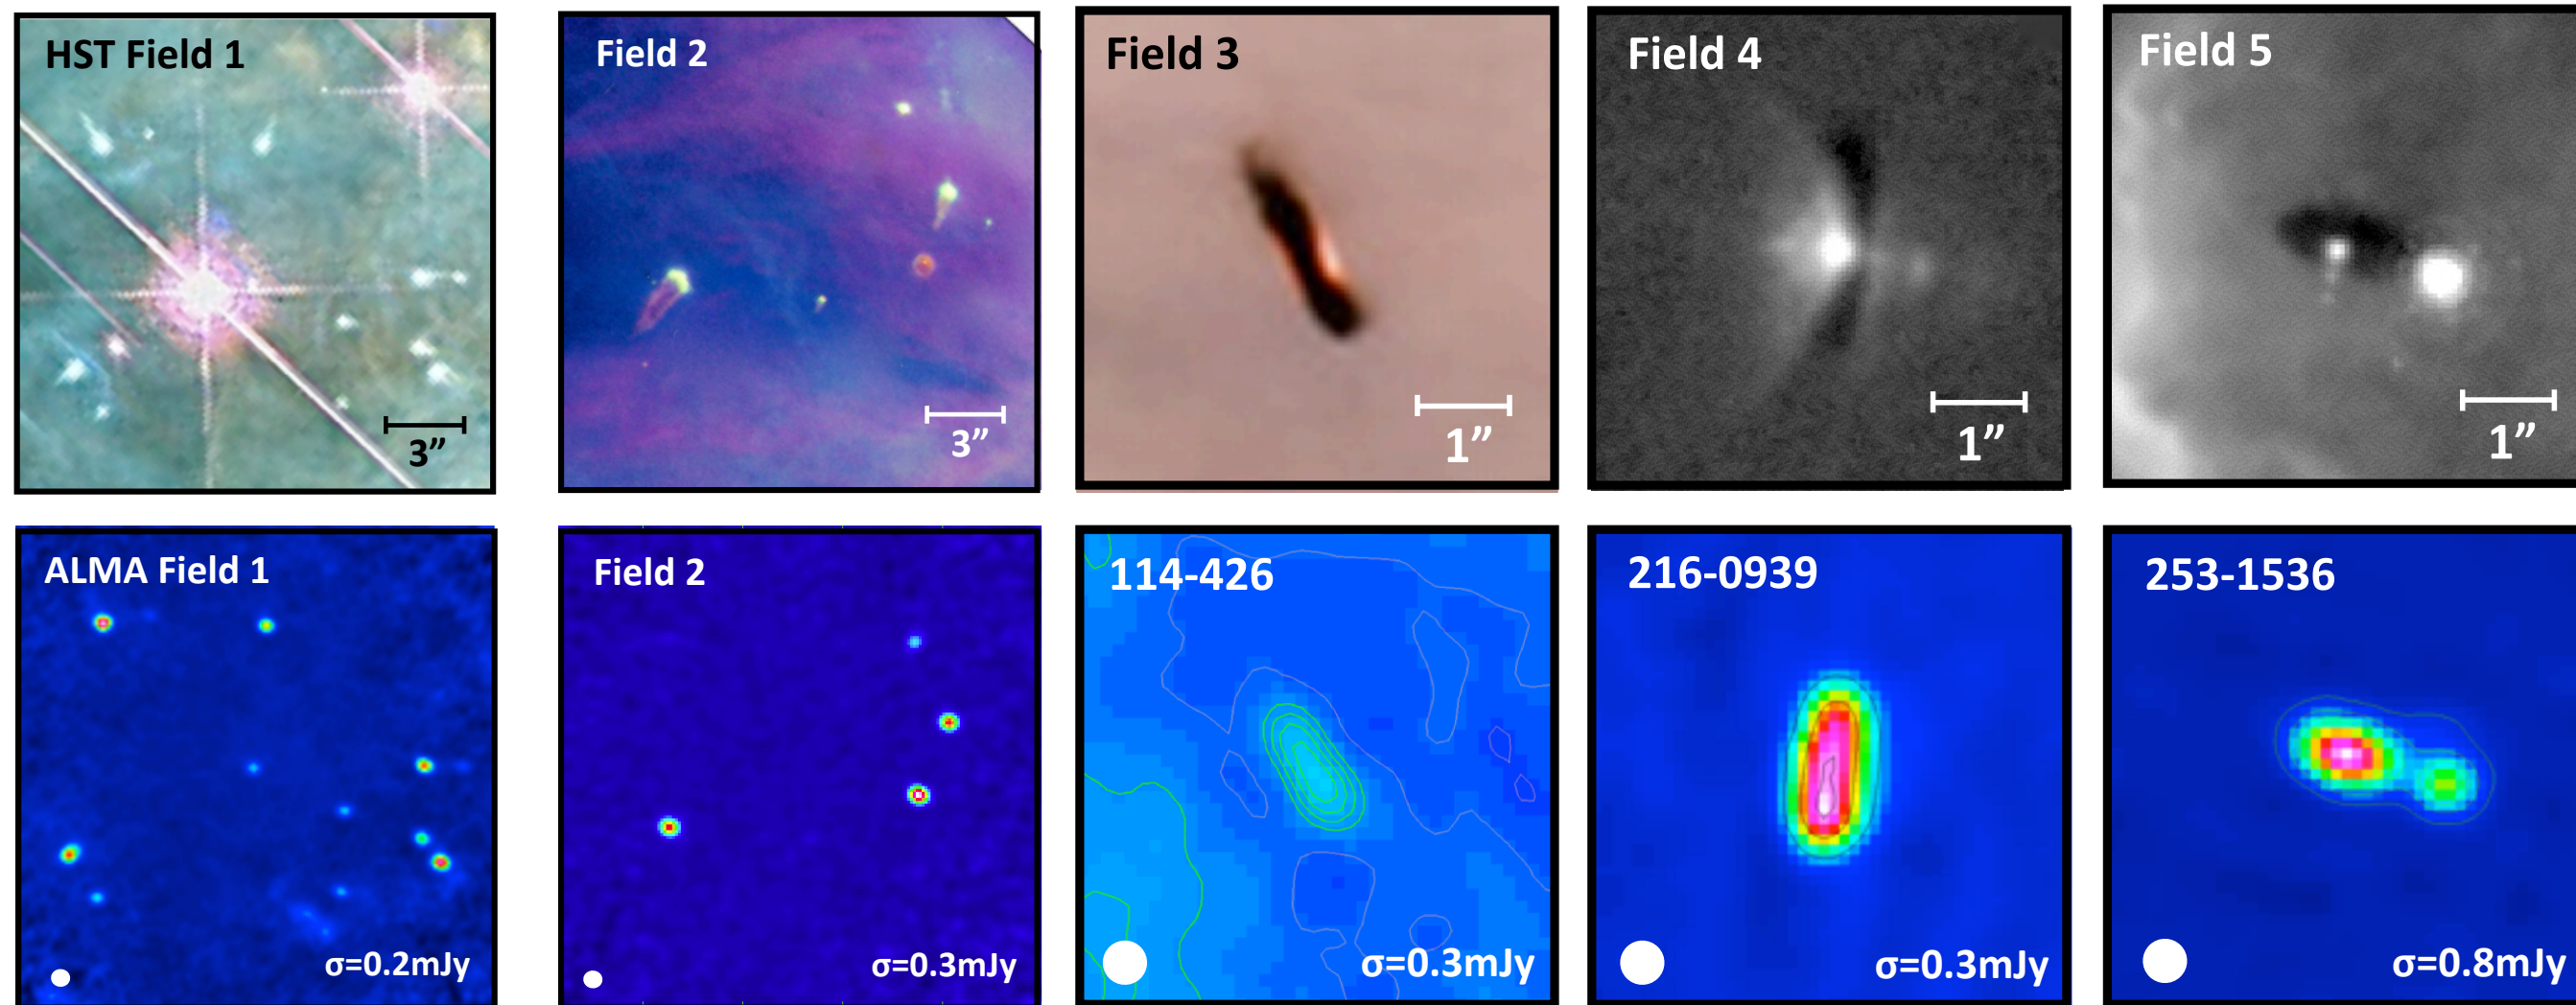 HST Field 1
3”
Field 2
3”
Field 3
1”
Field 4
1”
Field 5
1”
ALMA Field 1
σ=0.2mJy
Field 2
σ=0.3mJy
114-426
σ=0.3mJy
216-0939
σ=0.3mJy
253-1536
σ=0.8mJy